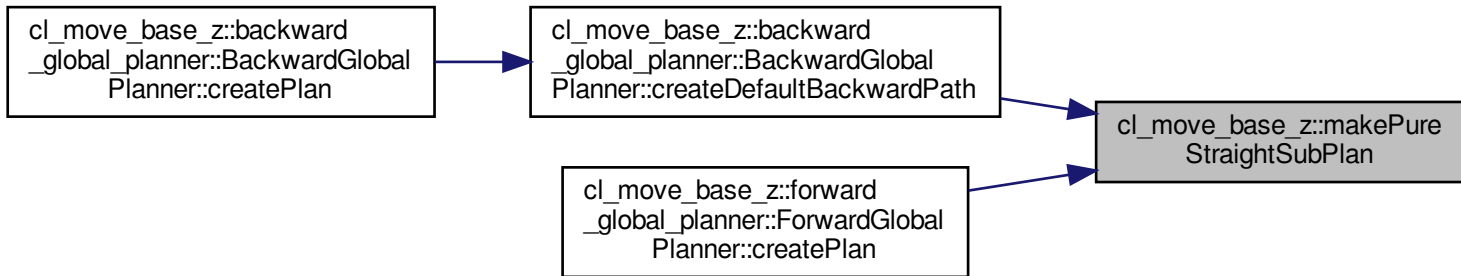 cl_move_base_z::backward
_global_planner::BackwardGlobal
Planner::createPlan
cl_move_base_z::backward
_global_planner::BackwardGlobal
Planner::createDefaultBackwardPath
cl_move_base_z::makePure
StraightSubPlan
cl_move_base_z::forward
_global_planner::ForwardGlobal
Planner::createPlan